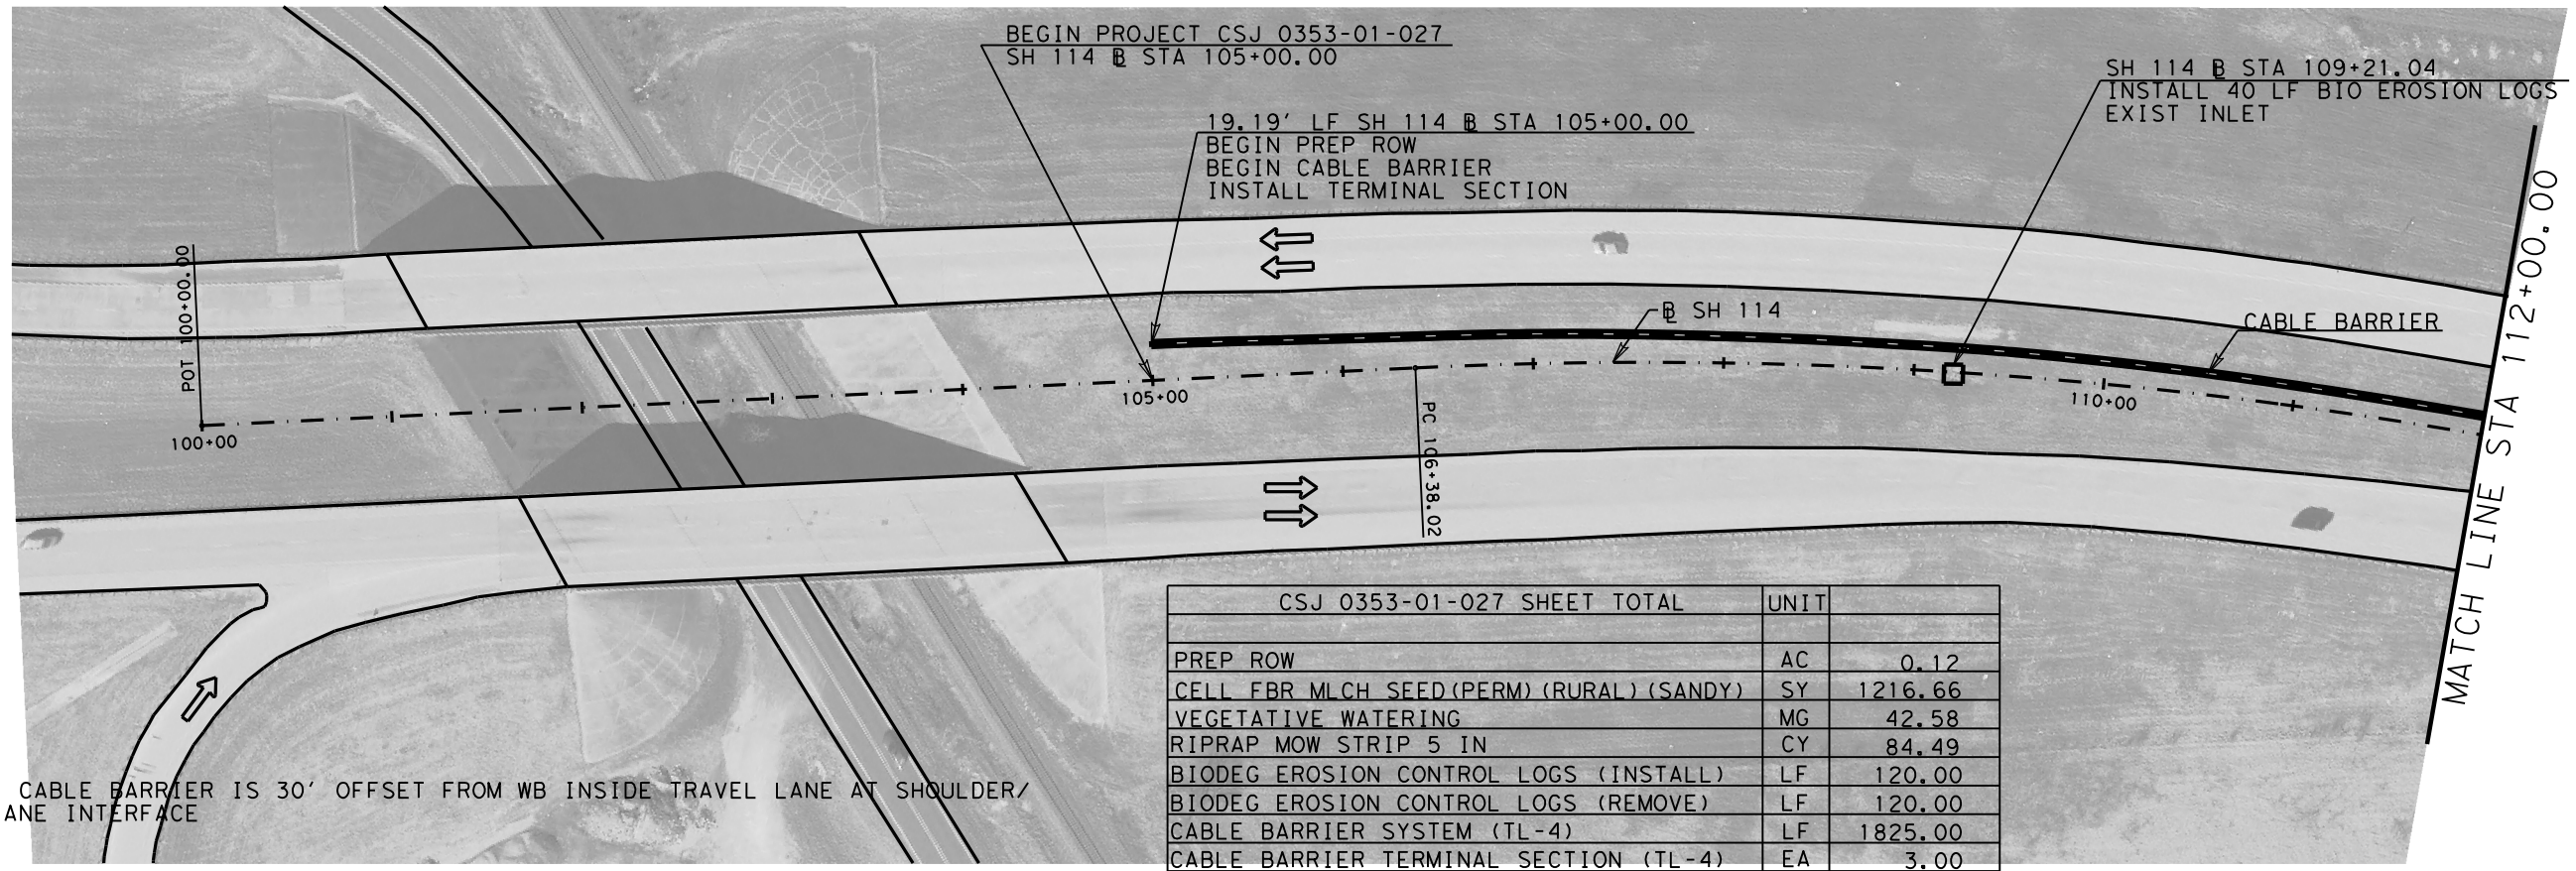 BEGIN PROJECT CSJ 0353-01-027
SH 114 ℄ STA 105+00.00
SH 114 ℄ STA 109+21.04
INSTALL 40 LF BIO EROSION LOGS
EXIST INLET
19.19' LF SH 114 ℄ STA 105+00.00
BEGIN PREP ROW
BEGIN CABLE BARRIER
INSTALL TERMINAL SECTION
POT 100+00.00
℄ SH 114
CABLE BARRIER
100+00
105+00
110+00
PC 106+38.02
MATCH LINE STA 112+00.00
CSJ 0353-01-027 SHEET TOTAL UNIT
PREP ROW AC 0.12
CELL FBR MLCH SEED(PERM)(RURAL)(SANDY) SY 1216.66
VEGETATIVE WATERING MG 42.58
RIPRAP MOW STRIP 5 IN CY 84.49
BIODEG EROSION CONTROL LOGS (INSTALL) LF 120.00
BIODEG EROSION CONTROL LOGS (REMOVE) LF 120.00
CABLE BARRIER SYSTEM (TL-4) LF 1825.00
CABLE BARRIER TERMINAL SECTION (TL-4) EA 3.00
CABLE BARRIER IS 30' OFFSET FROM WB INSIDE TRAVEL LANE AT SHOULDER/
ANE INTERFACE